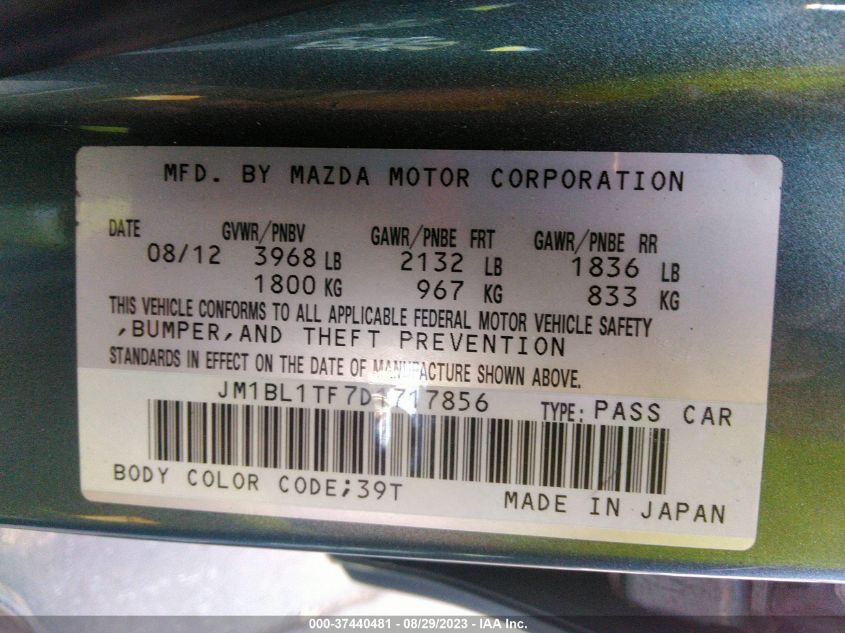 MFD. BY MAZDA MOTOR CORPORATION
DATE GVWR/PNBV GAWR/PNBE FRT GAWR/PNBE RR
08/12 3968 LB 2132 LB 1836 LB
1800 KG 967 KG 833 KG
THIS VEHICLE CONFORMS TO ALL APPLICABLE FEDERAL MOTOR VEHICLE SAFETY
,BUMPER,AND THEFT PREVENTION
STANDARDS IN EFFECT ON THE DATE OF MANUFACTURE SHOWN ABOVE.
JM1BL1TF7D1717856 TYPE: PASS CAR
BODY COLOR CODE;39T
MADE IN JAPAN
000-37440481 - 08/29/2023 - IAA Inc.